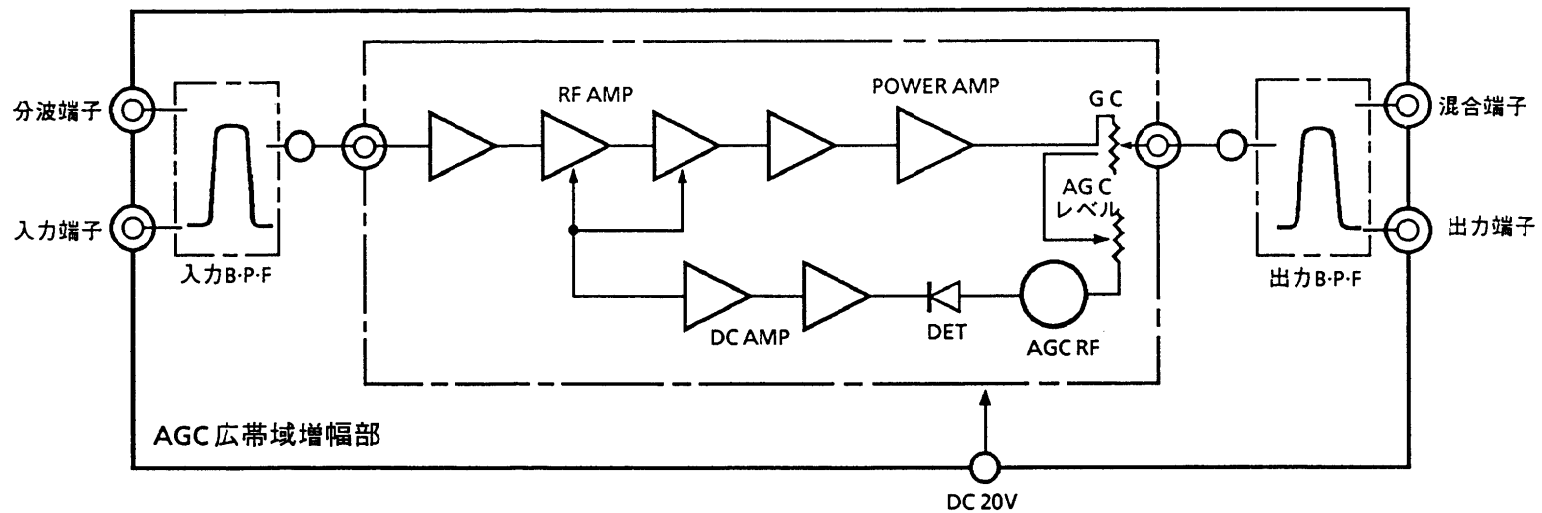 RF AMP
POWER AMP
G C
分波端子
混合端子
AGC
レベル
入力端子
出力端子
入力B・P・F
出力B・P・F
DC AMP
DET
AGC RF
AGC広帯域増幅部
DC 20V